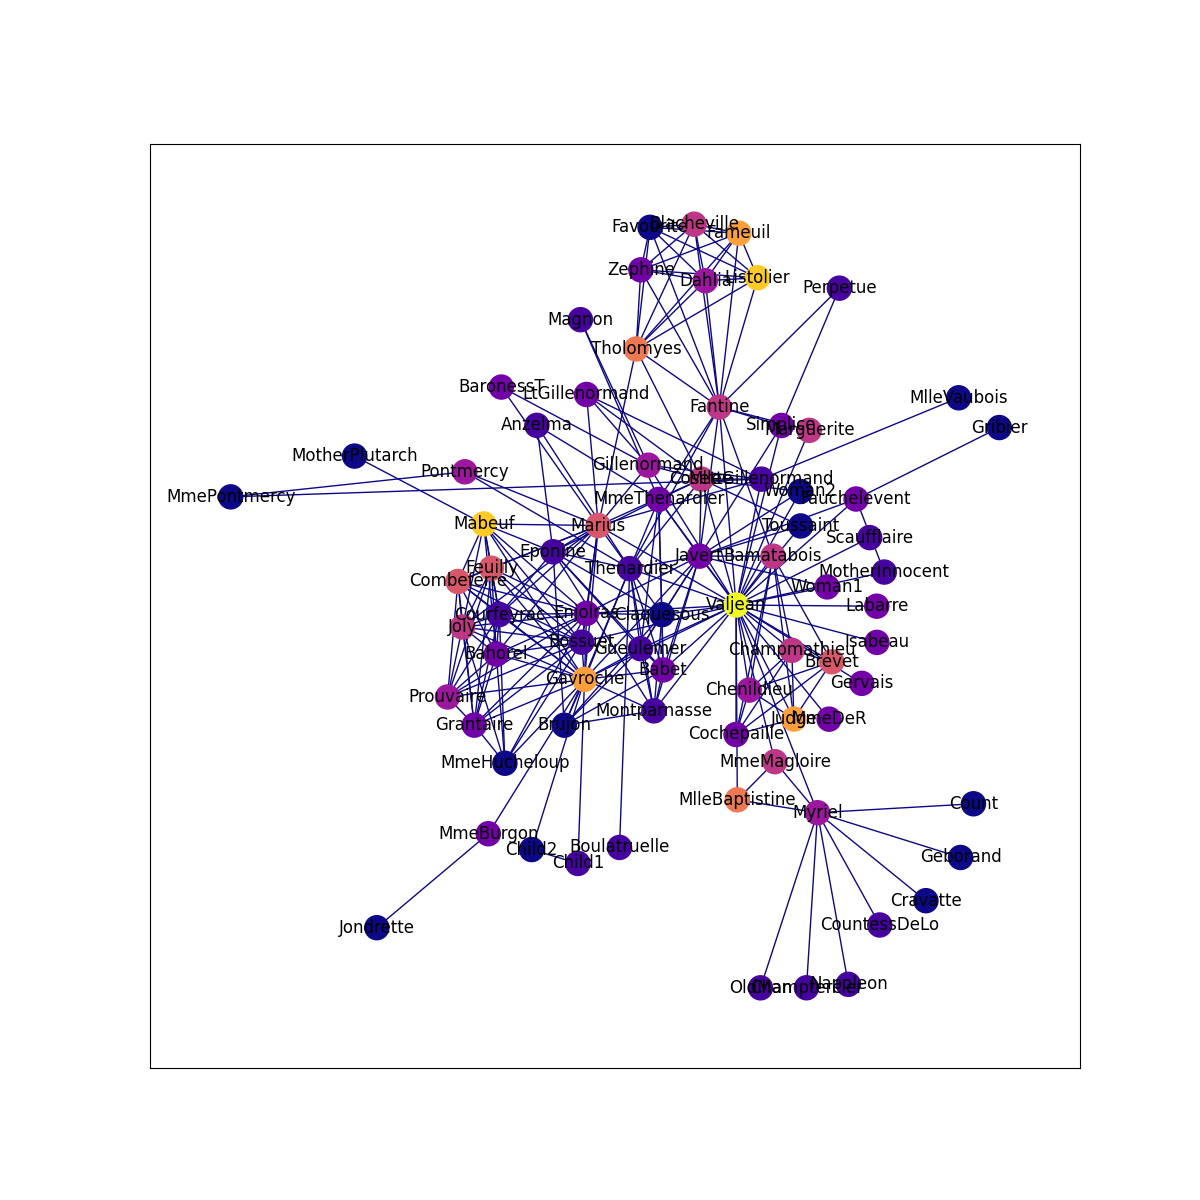 Favourite
Blacheville
Fameuil
Zephine
Dahlia
Listolier
Perpetue
Magnon
Tholomyes
BaronessT
LtGillenormand
MlleVaubois
Fantine
Anzelma
Simplice
Marguerite
Gribier
MotherPlutarch
Gillenormand
Pontmercy
Cosette
MlleGillenormand
Woman2
MmePontmercy
MmeThenardier
Fauchelevent
Mabeuf
Marius
Toussaint
Scaufflaire
Eponine
Javert
Bamatabois
Feuilly
Thenardier
MotherInnocent
Combeferre
Woman1
Valjean
Labarre
Courfeyrac
Enjolras
Claquesous
Joly
Bossuet
Gueulemer
Isabeau
Champmathieu
Bahorel
Brevet
Babet
Gavroche
Gervais
Chenildieu
Prouvaire
Montparnasse
Grantaire
Brujon
Judge
MmeDeR
Cochepaille
MmeHucheloup
MmeMagloire
MlleBaptistine
Count
Myriel
MmeBurgon
Child2
Boulatruelle
Child1
Geborand
Cravatte
CountessDeLo
Jondrette
OldMan
Champtercier
Napoleon